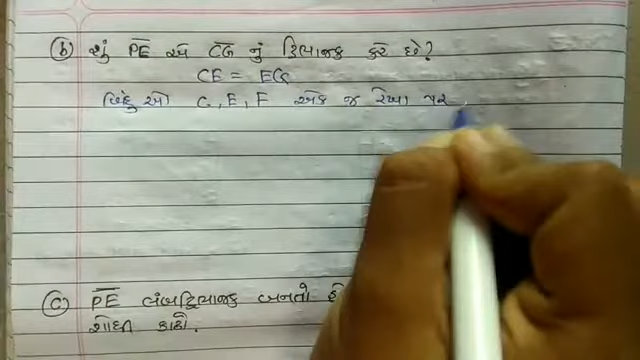 (b) શું PE એ CG નું દ્વિભાજક કરે છે?
CE = EG
બિંદુઓ C, E, F એક જ રેખા પર
(c) PE લંબદ્વિભાજક બનતો
શોધી કાઢો.